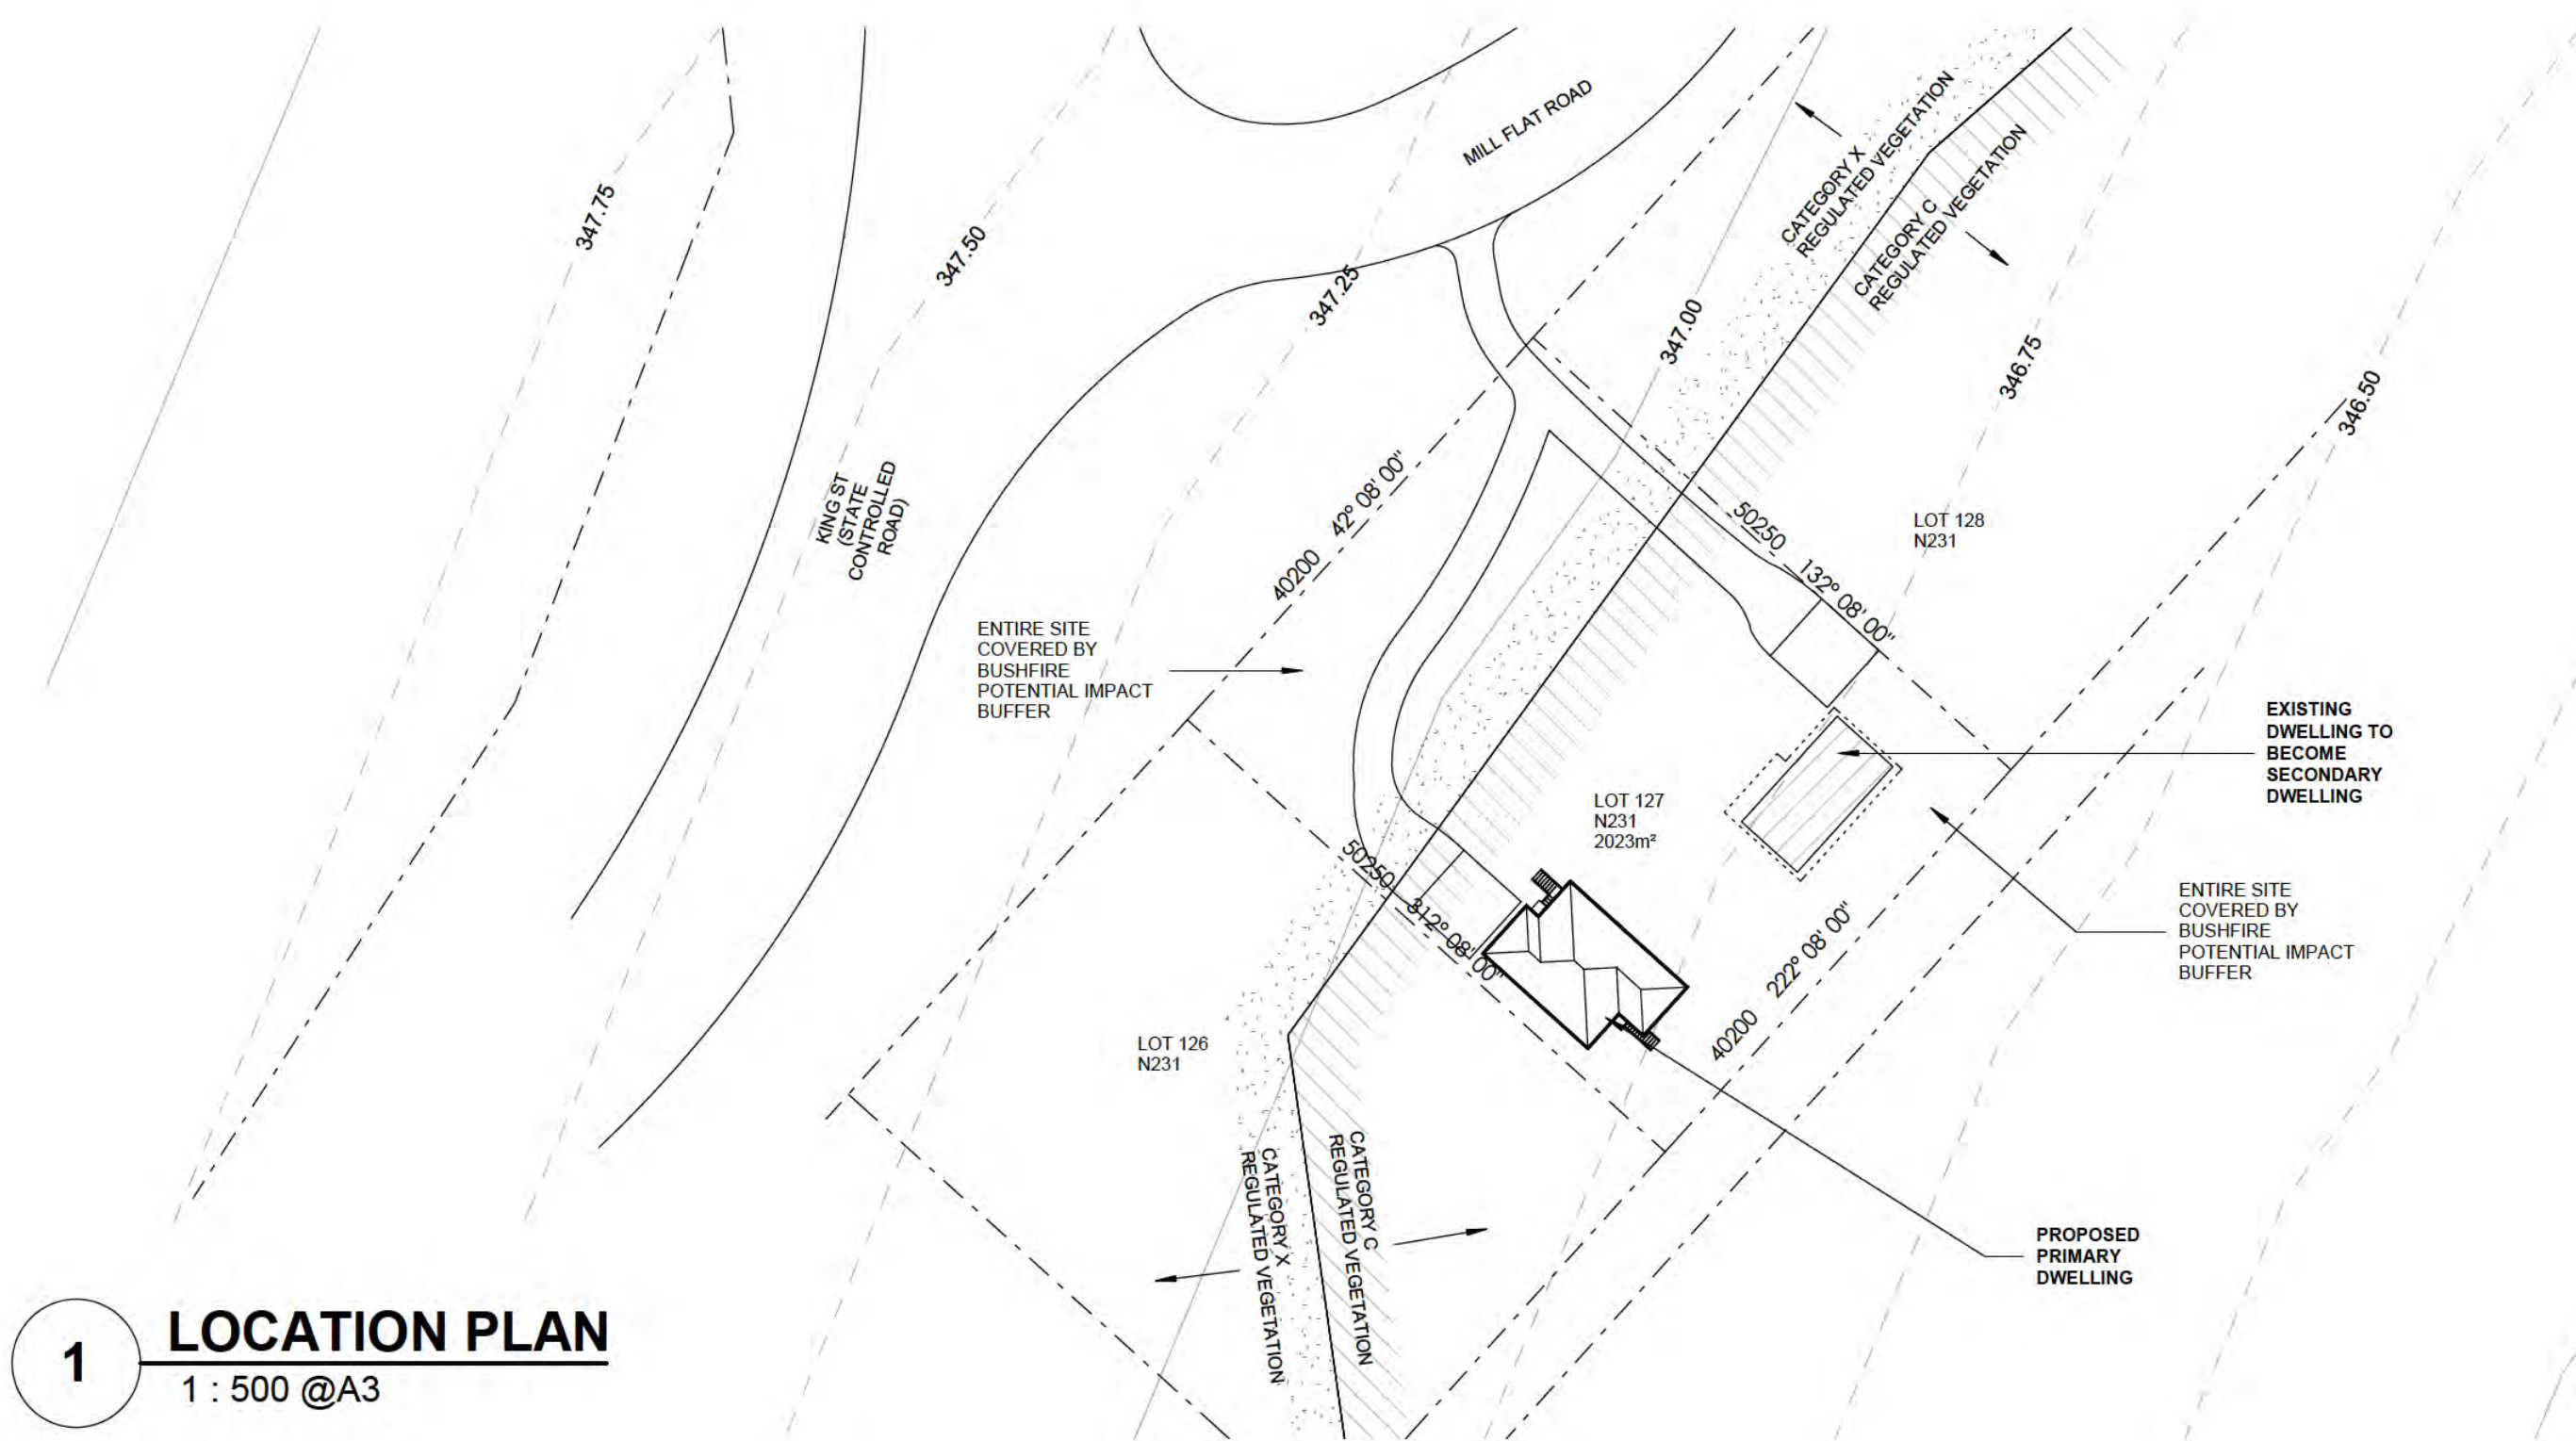 MILL FLAT ROAD
CATEGORY X
REGULATED VEGETATION
CATEGORY C
REGULATED VEGETATION
347.75
347.50
347.25
347.00
346.75
346.50
KING ST
(STATE
CONTROLLED
ROAD)
40200
42° 08' 00"
50250
132° 08' 00"
LOT 128
N231
ENTIRE SITE
COVERED BY
BUSHFIRE
POTENTIAL IMPACT
BUFFER
EXISTING
DWELLING TO
BECOME
SECONDARY
DWELLING
LOT 127
N231
2023m²
50250
312° 08' 00"
40200
222° 08' 00"
ENTIRE SITE
COVERED BY
BUSHFIRE
POTENTIAL IMPACT
BUFFER
LOT 126
N231
CATEGORY X
REGULATED VEGETATION
CATEGORY C
REGULATED VEGETATION
PROPOSED
PRIMARY
DWELLING
1
LOCATION PLAN
1 : 500 @A3